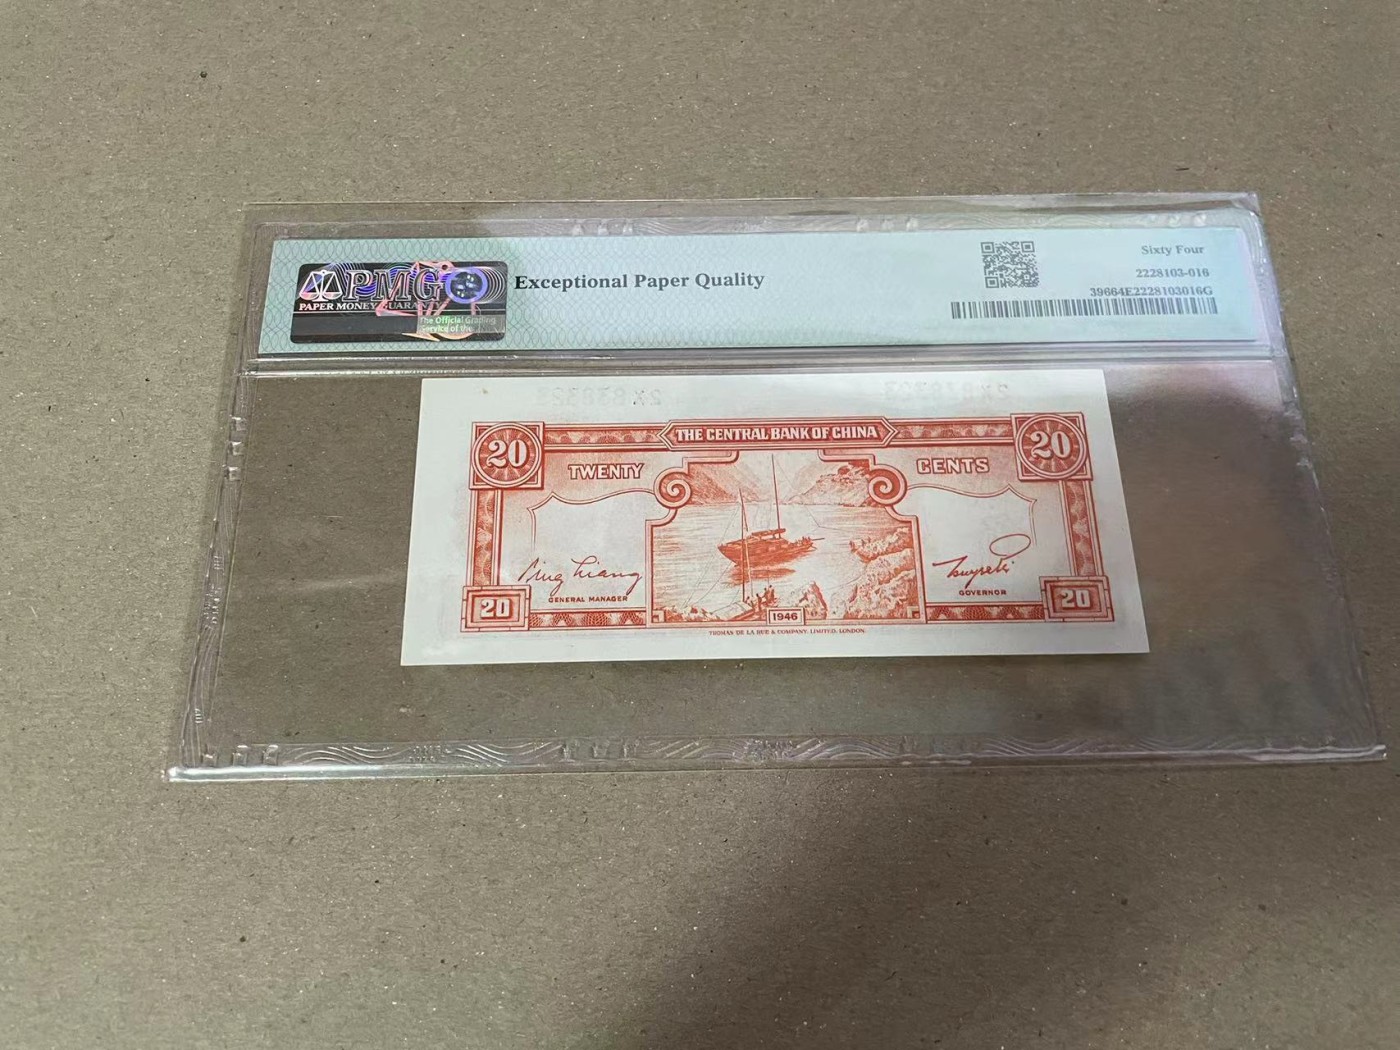 PMG
PAPER MONEY GUARANTY
The Official Grading
Service of the
Exceptional Paper Quality
Sixty Four
2228103-016
39664E2228103016G
THE CENTRAL BANK OF CHINA
20
20
TWENTY
CENTS
Ping Liang
GENERAL MANAGER
GOVERNOR
20
1946
20
THOMAS DE LA RUE & COMPANY, LIMITED, LONDON.